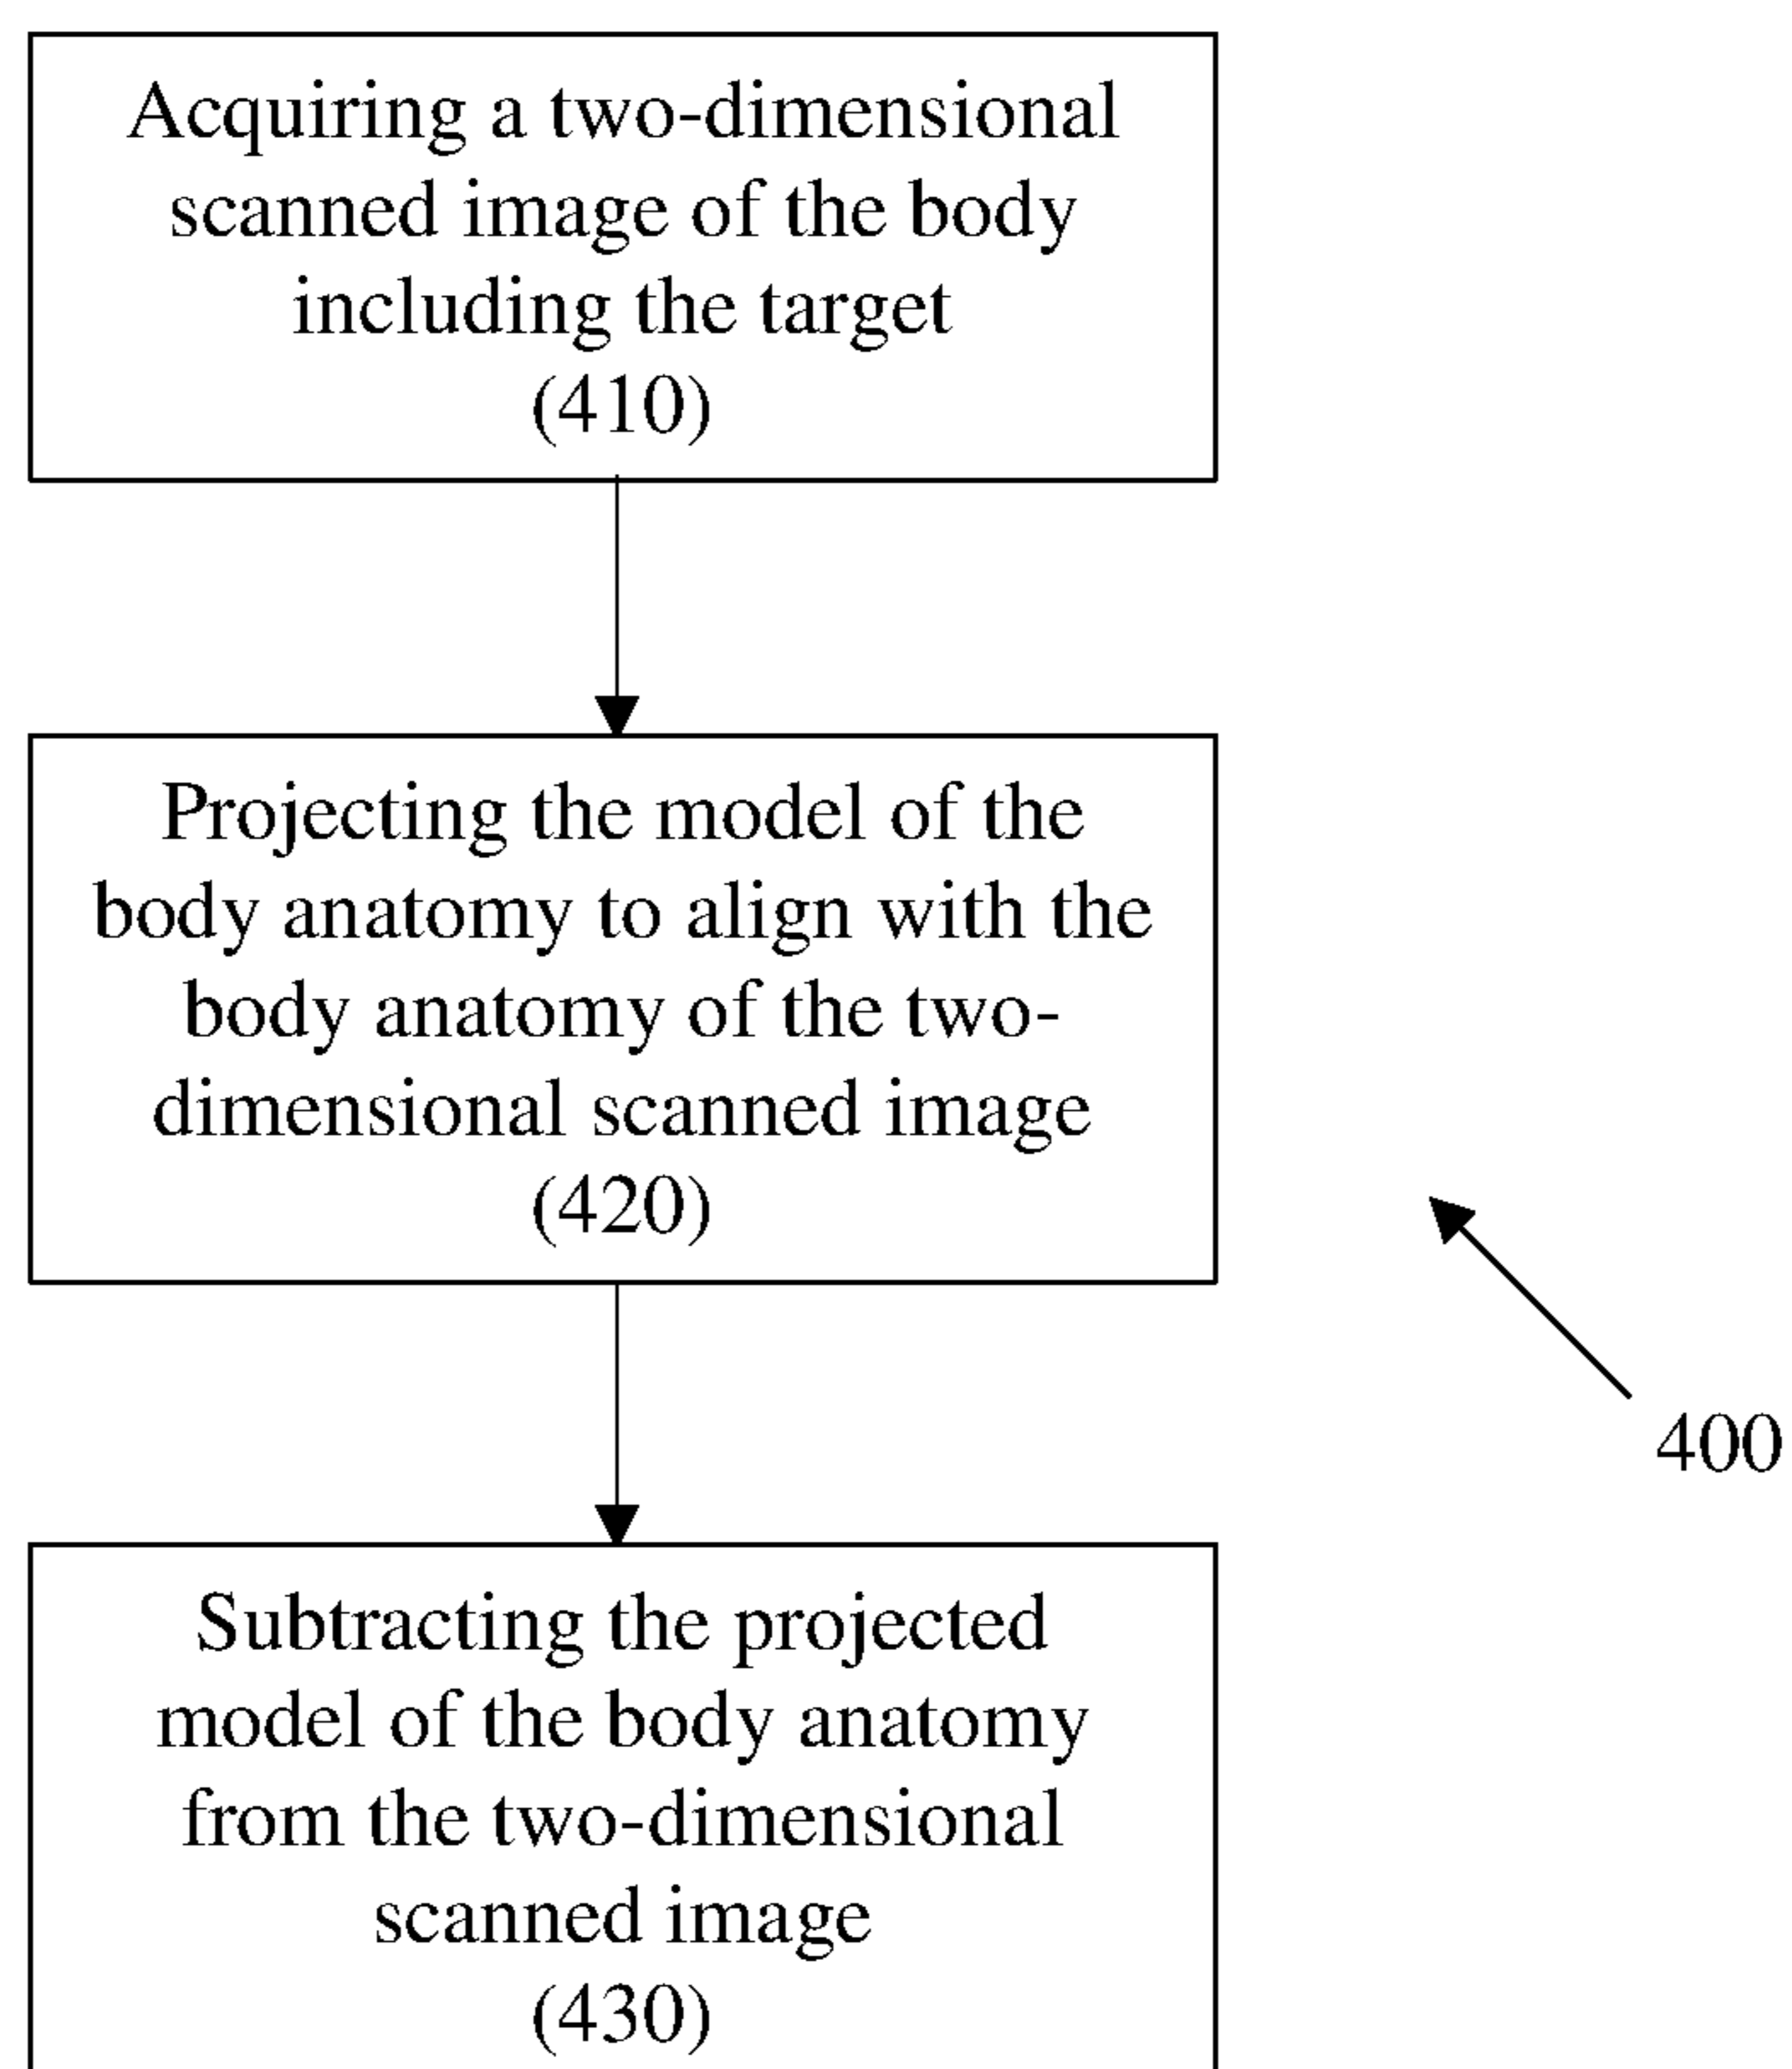 Acquiring a two-dimensional
scanned image of the body
including the target
(410)
Projecting the model of the
body anatomy to align with the
body anatomy of the two-
dimensional scanned image
(420)
400
Subtracting the projected
model of the body anatomy
from the two-dimensional
scanned image
(430)